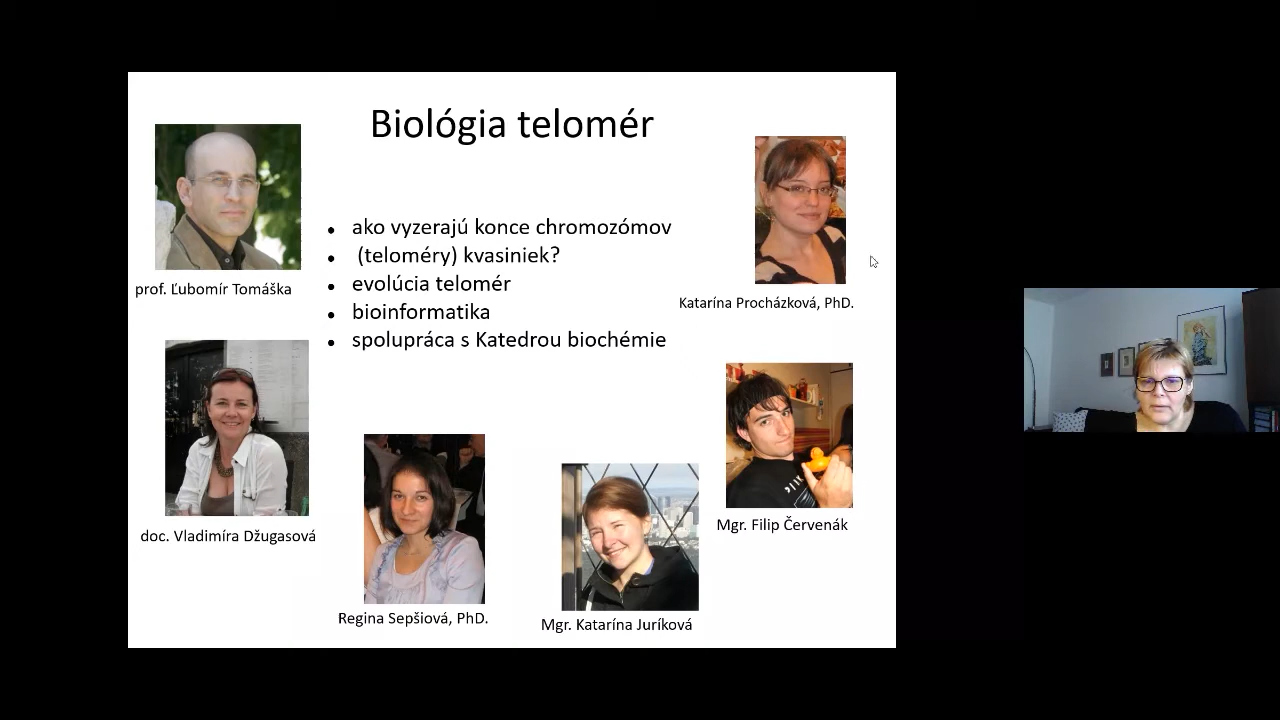 Biológia telomér
ako vyzerajú konce chromozómov
(teloméry) kvasiniek?
evolúcia telomér
bioinformatika
spolupráca s Katedrou biochémie
prof. Ľubomír Tomáška
Katarína Procházková, PhD.
doc. Vladimíra Džugasová
Mgr. Filip Červenák
Regina Sepšiová, PhD.
Mgr. Katarína Juríková